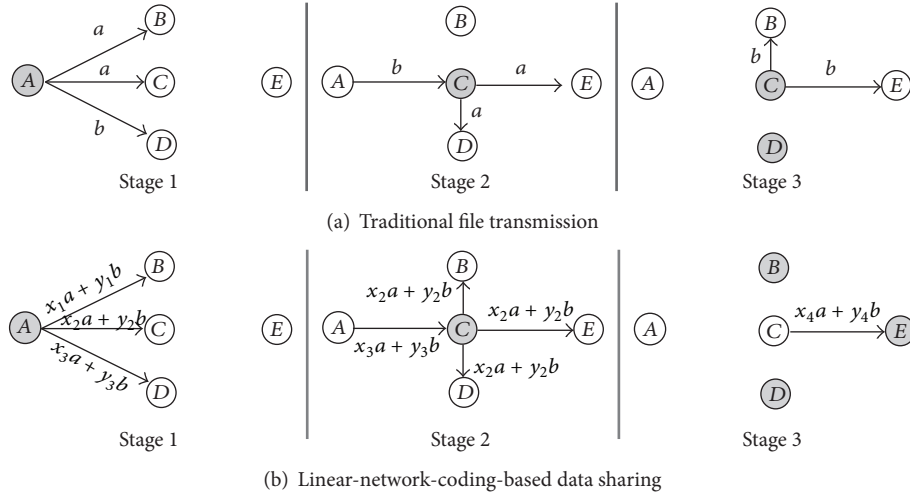 a
B
A
a
C
E
b
D
Stage 1
B
A
b
C
a
E
a
D
Stage 2
B
b
A
C
b
E
D
Stage 3
(a) Traditional file transmission
B
x₁a + y₁b
A
x₂a + y₂b
C
E
x₃a + y₃b
D
Stage 1
B
x₂a + y₂b
x₂a + y₂b
A
C
E
x₃a + y₃b
x₂a + y₂b
D
Stage 2
B
x₄a + y₄b
A
C
E
D
Stage 3
(b) Linear-network-coding-based data sharing